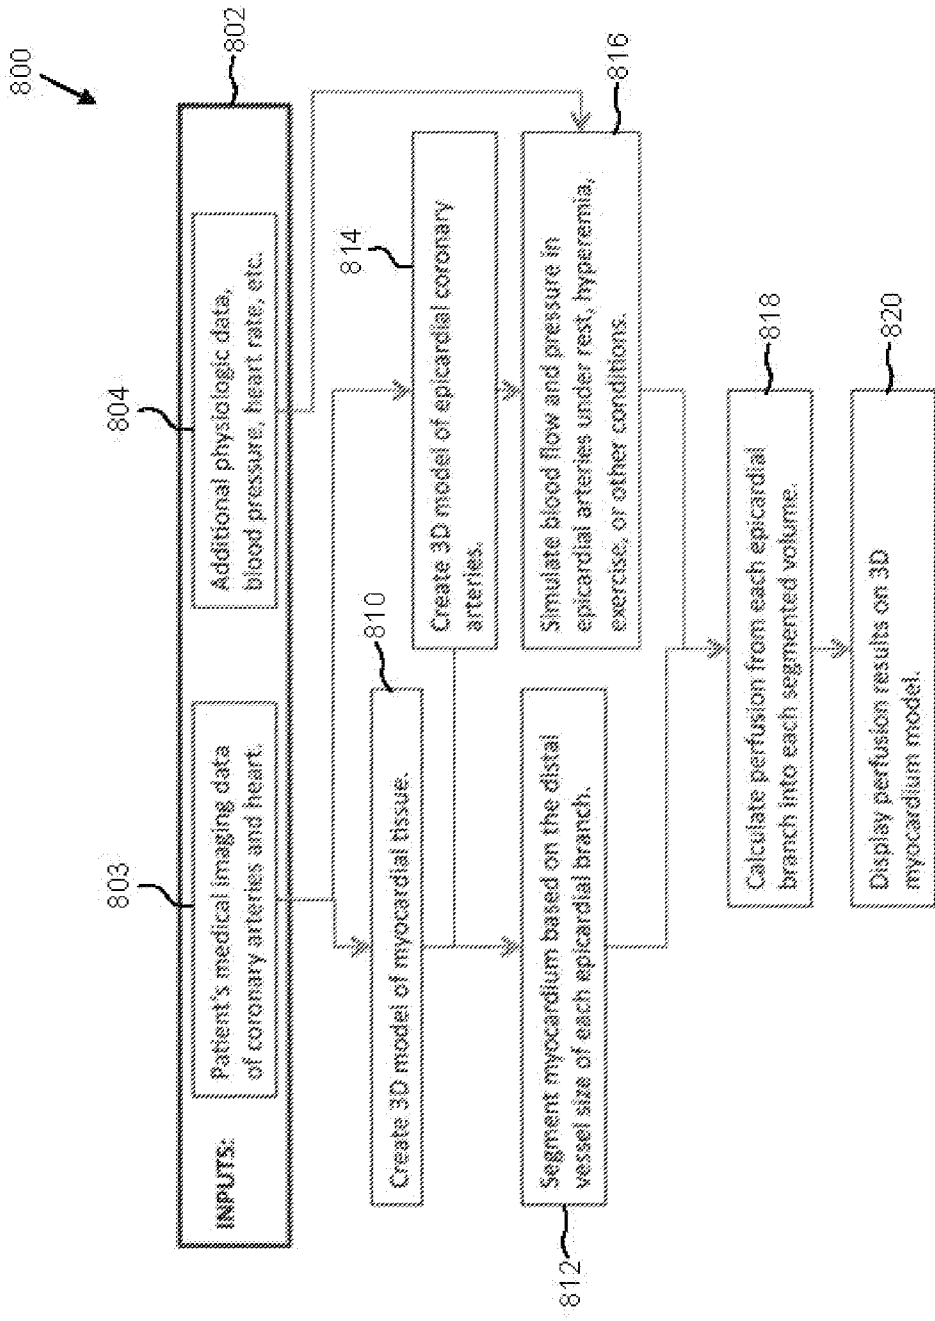 800
802
INPUTS:
803
Patient's medical imaging data
of coronary arteries and heart.
804
Additional physiologic data,
blood pressure, heart rate, etc.
810
Create 3D model of myocardial tissue.
814
Create 3D model of epicardial coronary
arteries.
812
Segment myocardium based on the distal
vessel size of each epicardial branch.
816
Simulate blood flow and pressure in
epicardial arteries under rest, hyperemia,
exercise, or other conditions.
818
Calculate perfusion from each epicardial
branch into each segmented volume.
820
Display perfusion results on 3D
myocardium model.